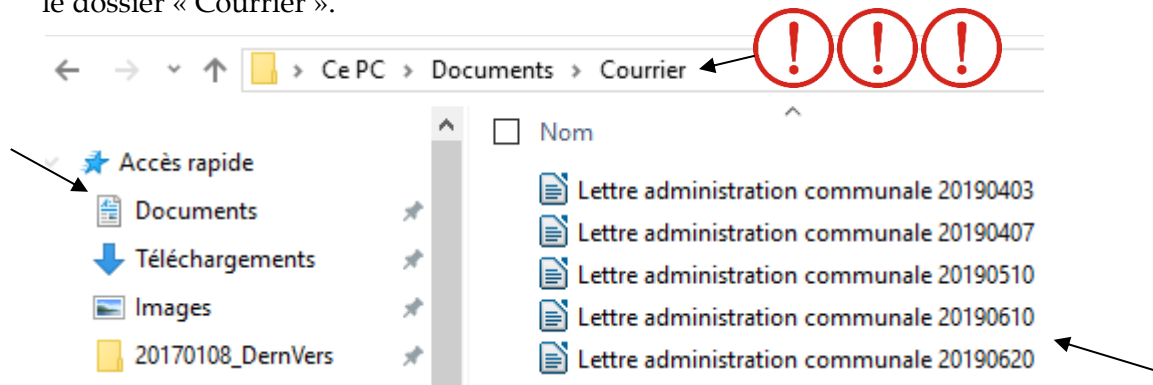 le dossier « Courrier ».
Ce PC > Documents > Courrier
Nom
Accès rapide
Documents
Téléchargements
Images
20170108_DernVers
Lettre administration communale 20190403
Lettre administration communale 20190407
Lettre administration communale 20190510
Lettre administration communale 20190610
Lettre administration communale 20190620